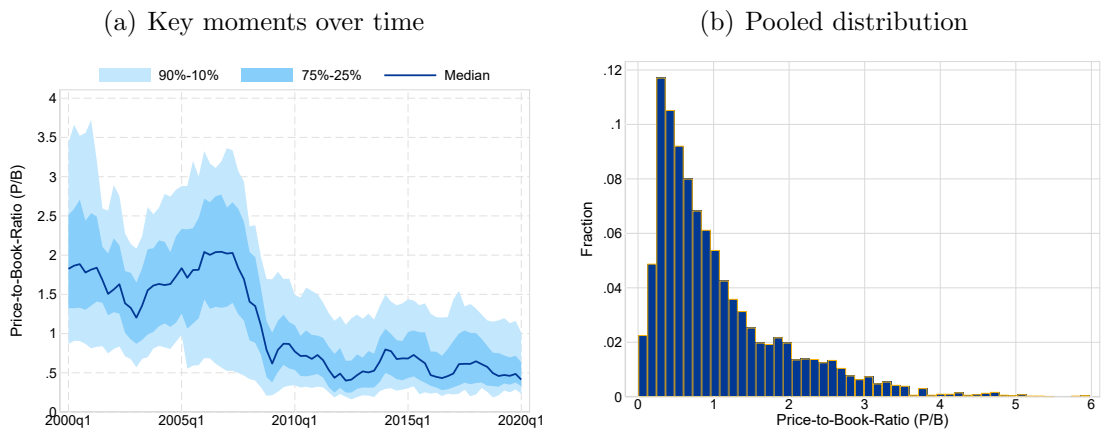 (a) Key moments over time
90%-10% 75%-25% Median
Price-to-Book-Ratio (P/B)
4
3.5
3
2.5
2
1.5
1
.5
0
2000q1 2005q1 2010q1 2015q1 2020q1
(b) Pooled distribution
Fraction
.12
.1
.08
.06
.04
.02
0
0 1 2 3 4 5 6
Price-to-Book-Ratio (P/B)